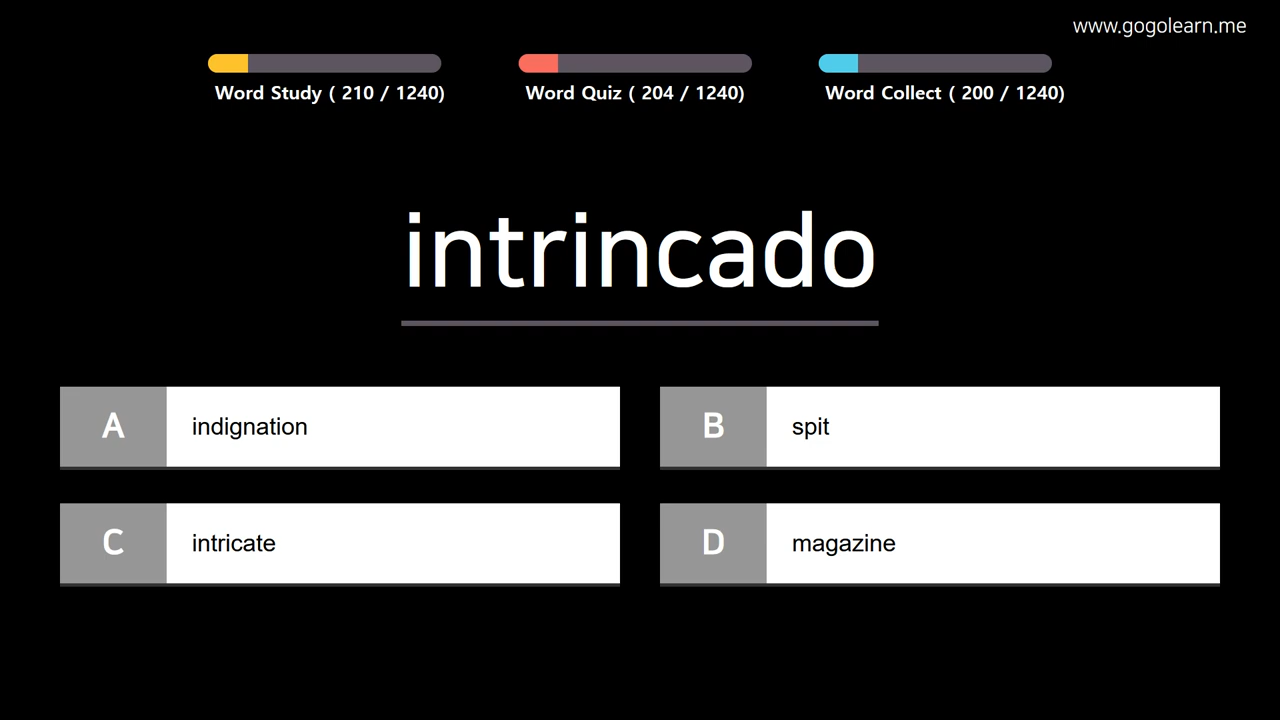 www.gogolearn.me
Word Study ( 210 / 1240)
Word Quiz ( 204 / 1240)
Word Collect ( 200 / 1240)
intrincado
A indignation
B spit
C intricate
D magazine